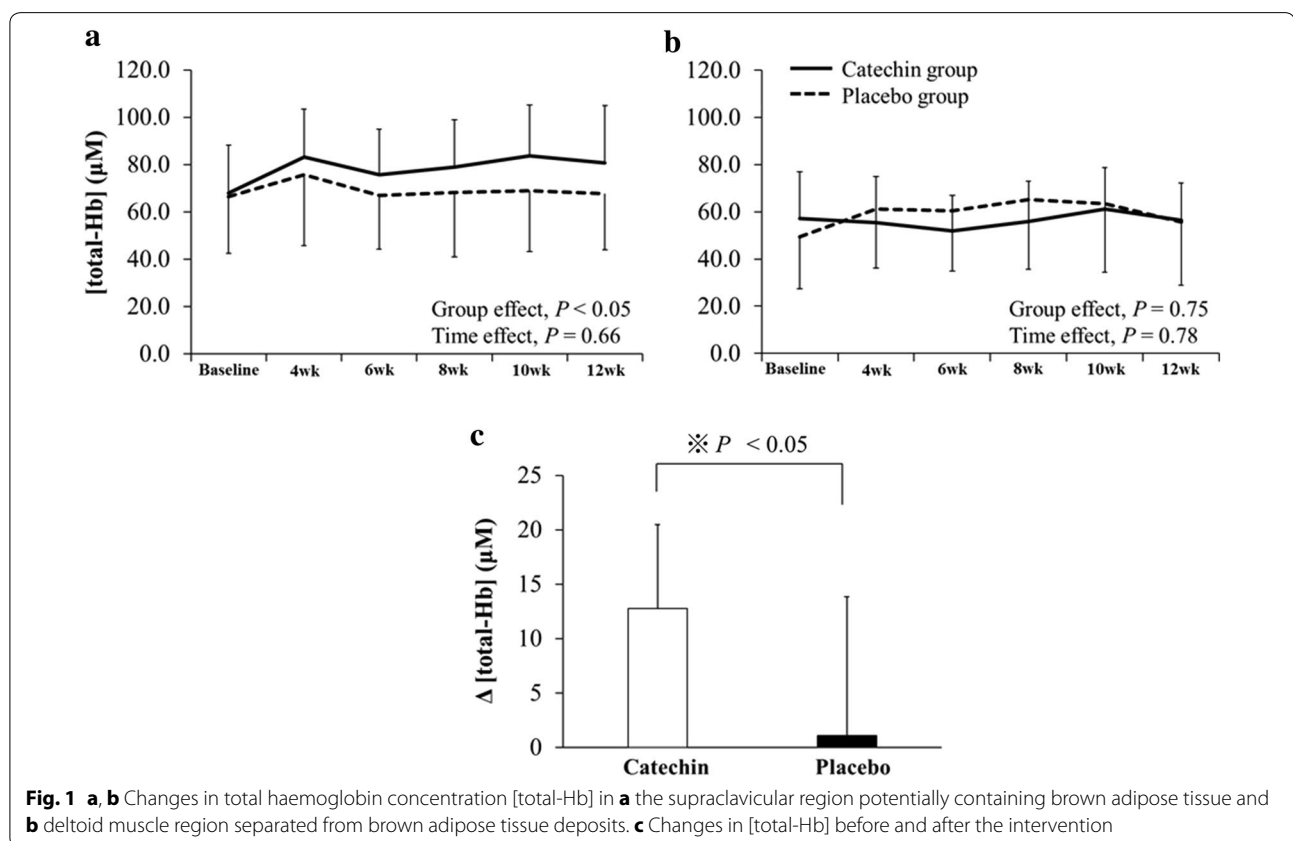 a
120.0
100.0
80.0
60.0
40.0
20.0
0.0
[total-Hb] (µM)
Group effect, P < 0.05
Time effect, P = 0.66
Baseline 4wk 6wk 8wk 10wk 12wk
b
120.0
100.0
80.0
60.0
40.0
20.0
0.0
Catechin group
Placebo group
Group effect, P = 0.75
Time effect, P = 0.78
Baseline 4wk 6wk 8wk 10wk 12wk
c
※ P < 0.05
25
20
15
10
5
0
Δ [total-Hb] (µM)
Catechin Placebo
Fig. 1 a, b Changes in total haemoglobin concentration [total-Hb] in a the supraclavicular region potentially containing brown adipose tissue and
b deltoid muscle region separated from brown adipose tissue deposits. c Changes in [total-Hb] before and after the intervention